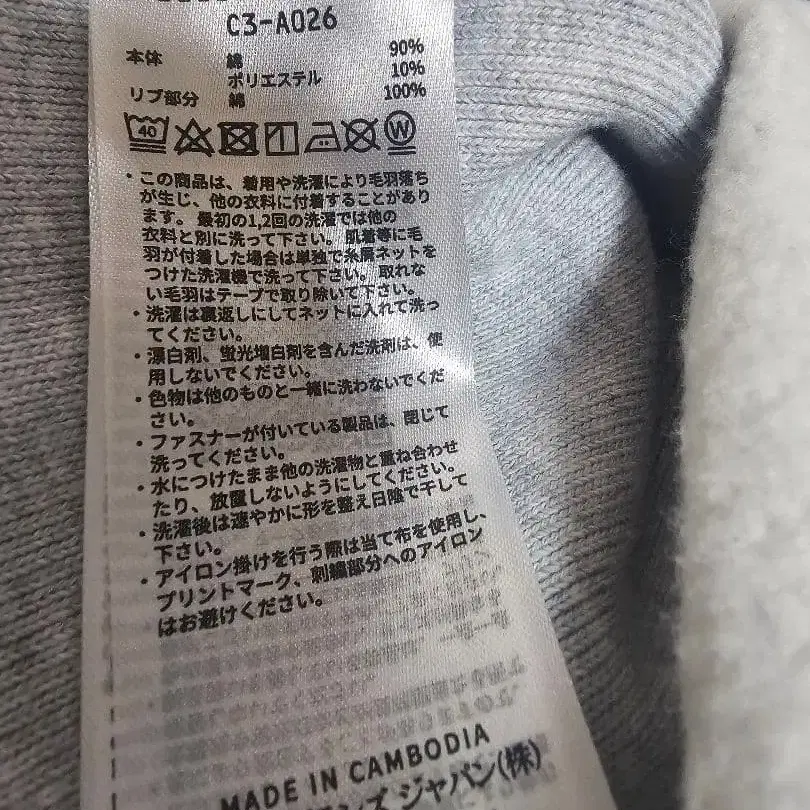 C3-A026
本体 綿 90%
ポリエステル 10%
リブ部分 綿 100%
40 W
・この商品は、着用や洗濯により毛羽落ち
が生じ、他の衣料に付着することがあり
ます。最初の1,2回の洗濯では他の
衣料と別に洗って下さい。肌着等に毛
羽が付着した場合は単独で糸屑ネットを
つけた洗濯機で洗って下さい。取れな
い毛羽はテープで取り除いて下さい。
・洗濯は裏返しにしてネットに入れて洗っ
てください。
・漂白剤、蛍光増白剤を含んだ洗剤は、使
用しないでください。
・色物は他のものと一緒に洗わないでくだ
さい。
・ファスナーが付いている製品は、閉じて
洗ってください。
・水につけたまま他の洗濯物と重ね合わせ
たり、放置しないようにしてください。
・洗濯後は速やかに形を整え日陰で干して
下さい。
・アイロン掛けを行う際は当て布を使用し、
プリントマーク、刺繍部分へのアイロン
はお避けください。
MADE IN CAMBODIA
ンズ ジャパン(株)